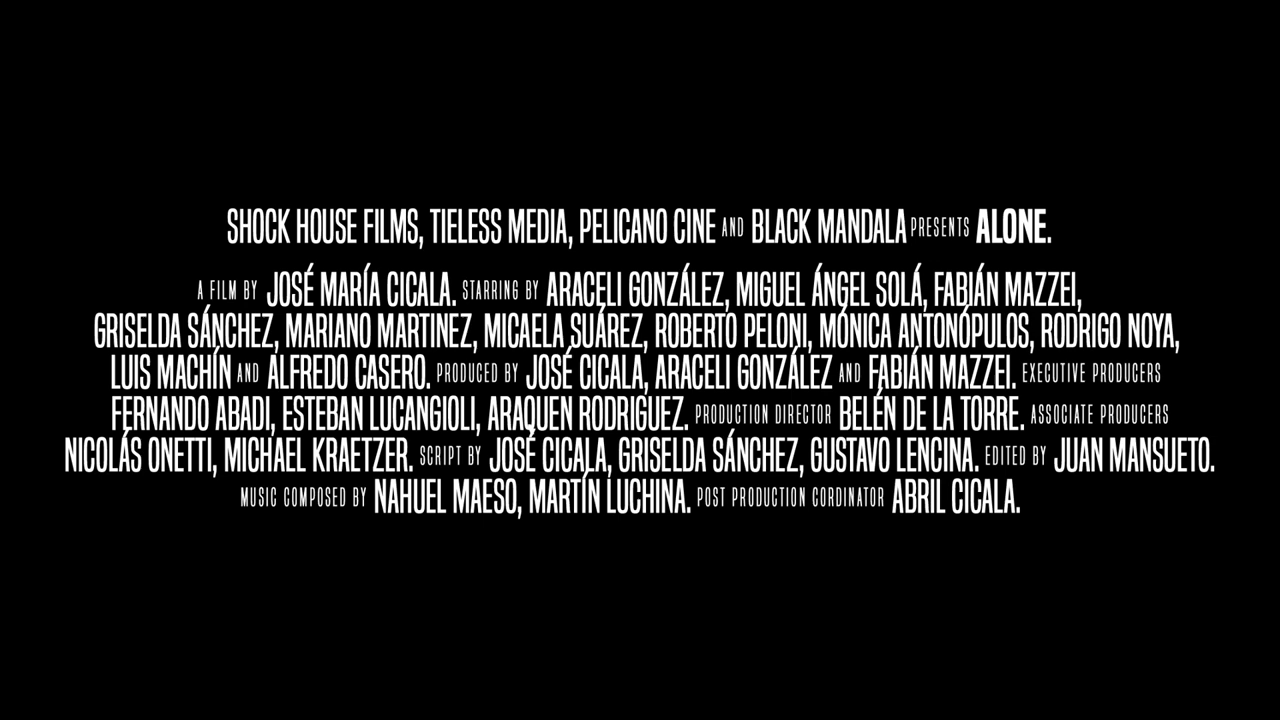 SHOCK HOUSE FILMS, TIELESS MEDIA, PELICANO CINE AND BLACK MANDALA PRESENTS ALONE.
A FILM BY JOSÉ MARÍA CICALA. STARRING BY ARACELI GONZÁLEZ, MIGUEL ÁNGEL SOLÁ, FABIÁN MAZZEI,
GRISELDA SÁNCHEZ, MARIANO MARTINEZ, MICAELA SUÁREZ, ROBERTO PELONI, MÓNICA ANTONÓPULOS, RODRIGO NOYA,
LUIS MACHÍN AND ALFREDO CASERO. PRODUCED BY JOSÉ CICALA, ARACELI GONZÁLEZ AND FABIÁN MAZZEI. EXECUTIVE PRODUCERS
FERNANDO ABADI, ESTEBAN LUCANGIOLI, ARAQUEN RODRIGUEZ. PRODUCTION DIRECTOR BELÉN DE LA TORRE. ASSOCIATE PRODUCERS
NICOLÁS ONETTI, MICHAEL KRAETZER. SCRIPT BY JOSÉ CICALA, GRISELDA SÁNCHEZ, GUSTAVO LENCINA. EDITED BY JUAN MANSUETO.
MUSIC COMPOSED BY NAHUEL MAESO, MARTÍN LUCHINA. POST PRODUCTION CORDINATOR ABRIL CICALA.